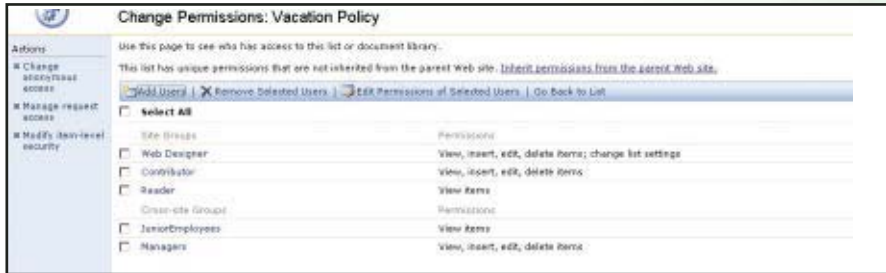 Change Permissions: Vacation Policy
Actions
Change anonymous access
Manage request access
Modify item-level security
Use this page to see who has access to this list or document library.
This list has unique permissions that are not inherited from the parent Web site. Inherit permissions from the parent Web site.
Add Users | Remove Selected Users | Edit Permissions of Selected Users | Go Back to List
Select All
Site Groups Permissions
Web Designer View, insert, edit, delete items; change list settings
Contributor View, insert, edit, delete items
Reader View items
Cross-site Groups Permissions
JuniorEmployees View items
Managers View, insert, edit, delete items